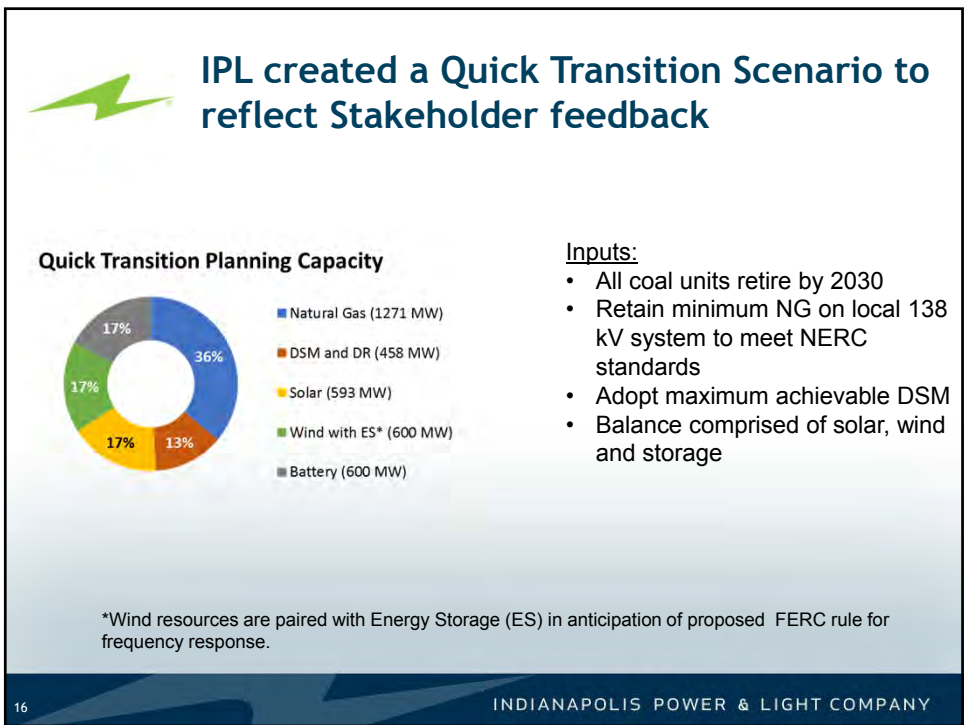 IPL created a Quick Transition Scenario to
reflect Stakeholder feedback
Quick Transition Planning Capacity
36%
13%
17%
17%
17%
Natural Gas (1271 MW)
DSM and DR (458 MW)
Solar (593 MW)
Wind with ES* (600 MW)
Battery (600 MW)
Inputs:
• All coal units retire by 2030
• Retain minimum NG on local 138
kV system to meet NERC
standards
• Adopt maximum achievable DSM
• Balance comprised of solar, wind
and storage
*Wind resources are paired with Energy Storage (ES) in anticipation of proposed FERC rule for
frequency response.
16
INDIANAPOLIS POWER & LIGHT COMPANY